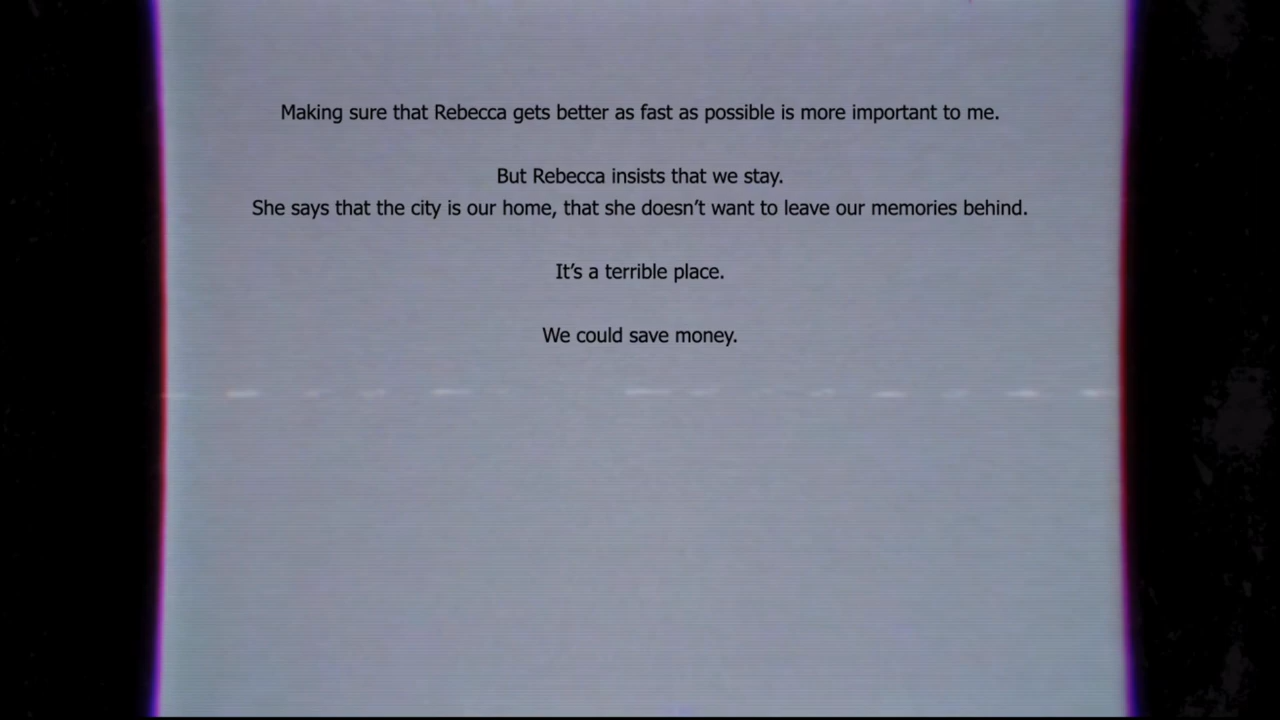 Making sure that Rebecca gets better as fast as possible is more important to me.
But Rebecca insists that we stay.
She says that the city is our home, that she doesn’t want to leave our memories behind.
It’s a terrible place.
We could save money.